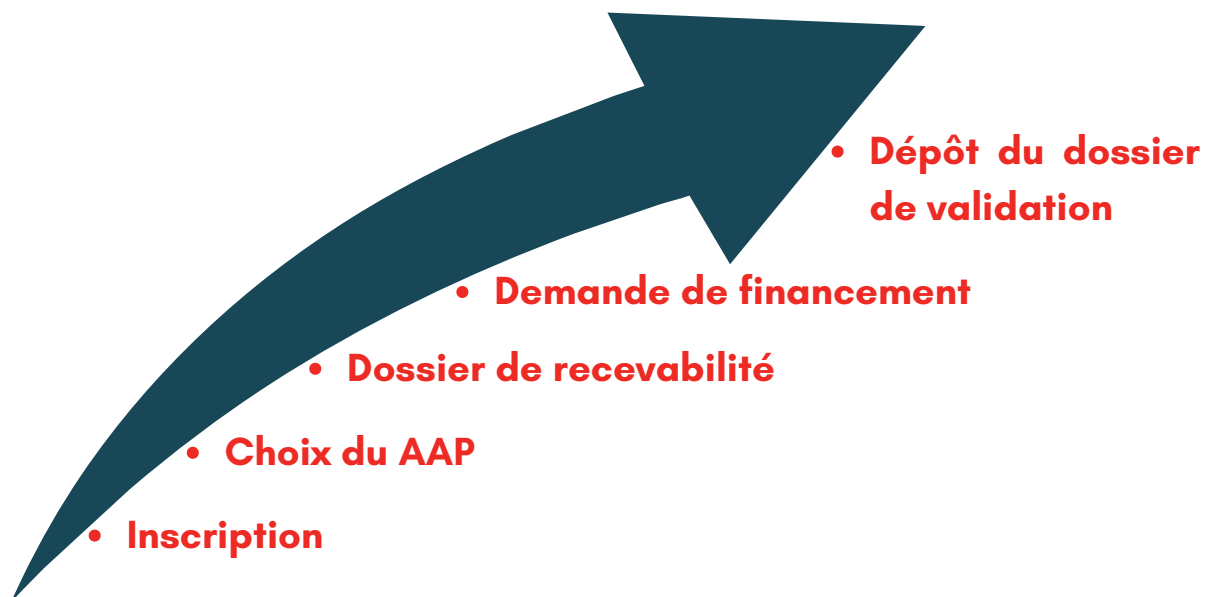 • Dépôt du dossier
de validation
• Demande de financement
• Dossier de recevabilité
• Choix du AAP
• Inscription